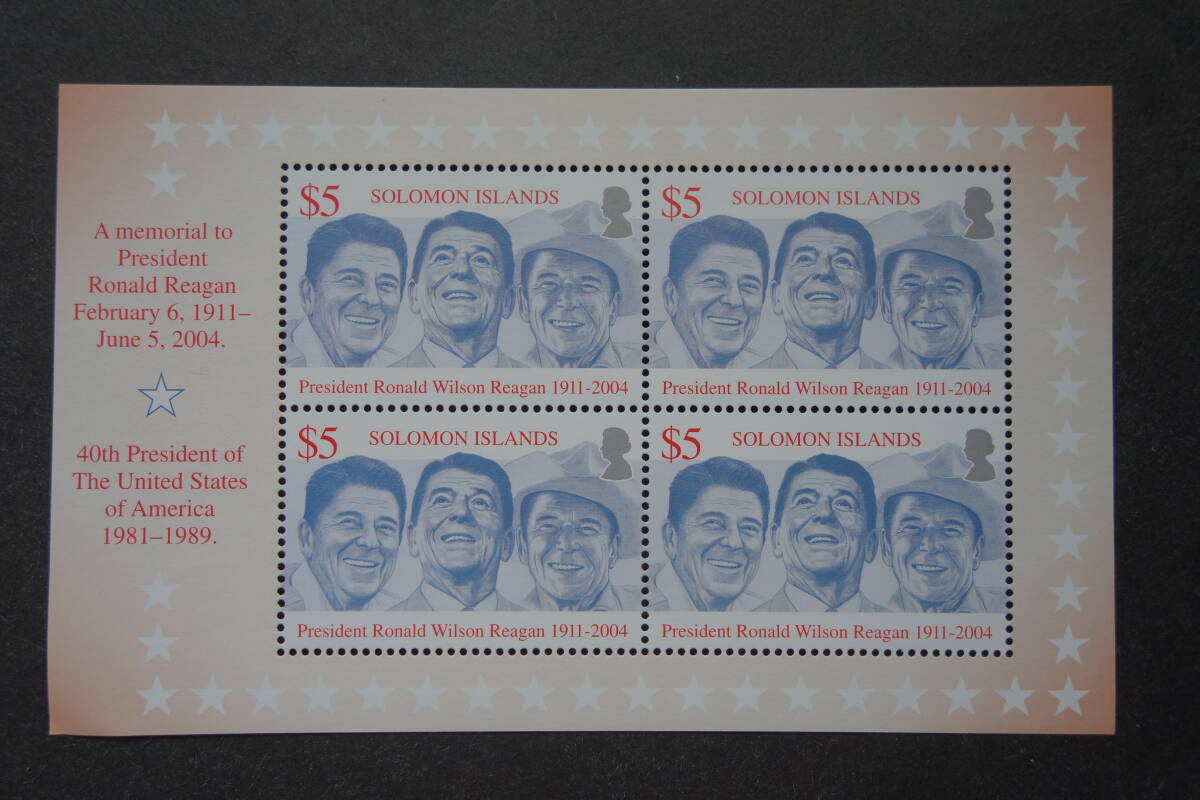 A memorial to
President
Ronald Reagan
February 6, 1911–
June 5, 2004.
40th President of
The United States
of America
1981–1989.
$5 SOLOMON ISLANDS
President Ronald Wilson Reagan 1911-2004
$5 SOLOMON ISLANDS
President Ronald Wilson Reagan 1911-2004
$5 SOLOMON ISLANDS
President Ronald Wilson Reagan 1911-2004
$5 SOLOMON ISLANDS
President Ronald Wilson Reagan 1911-2004